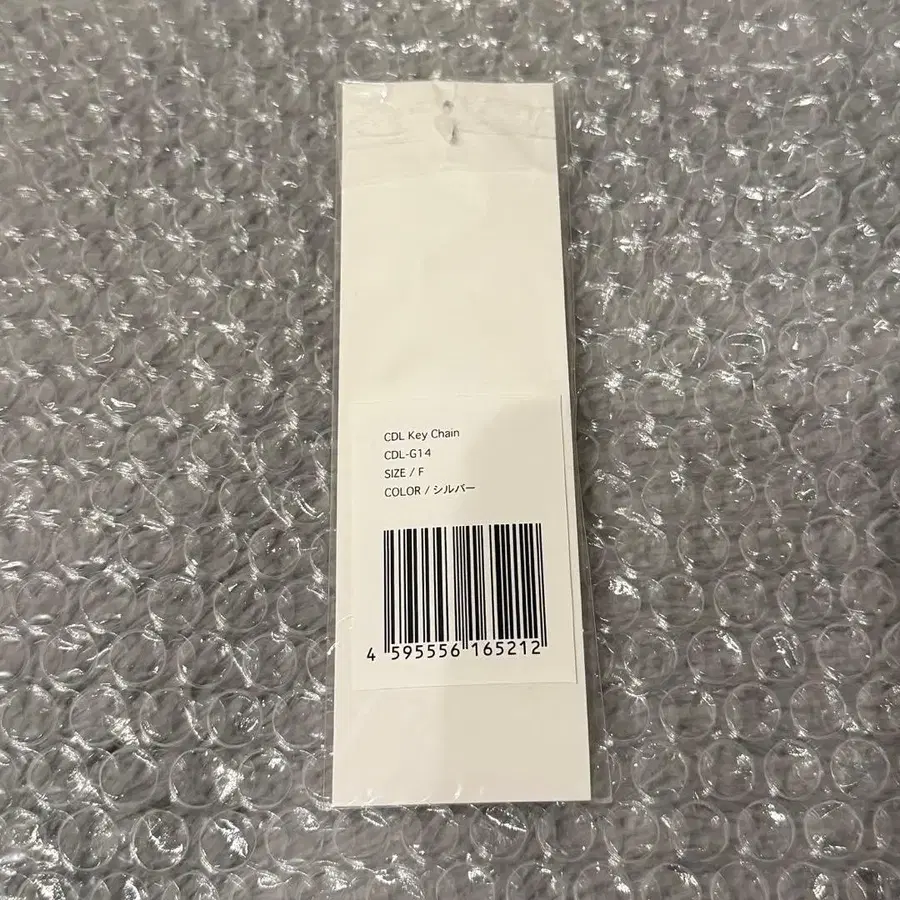 CDL Key Chain
CDL-G14
SIZE / F
COLOR / シルバー
4 595556 165212